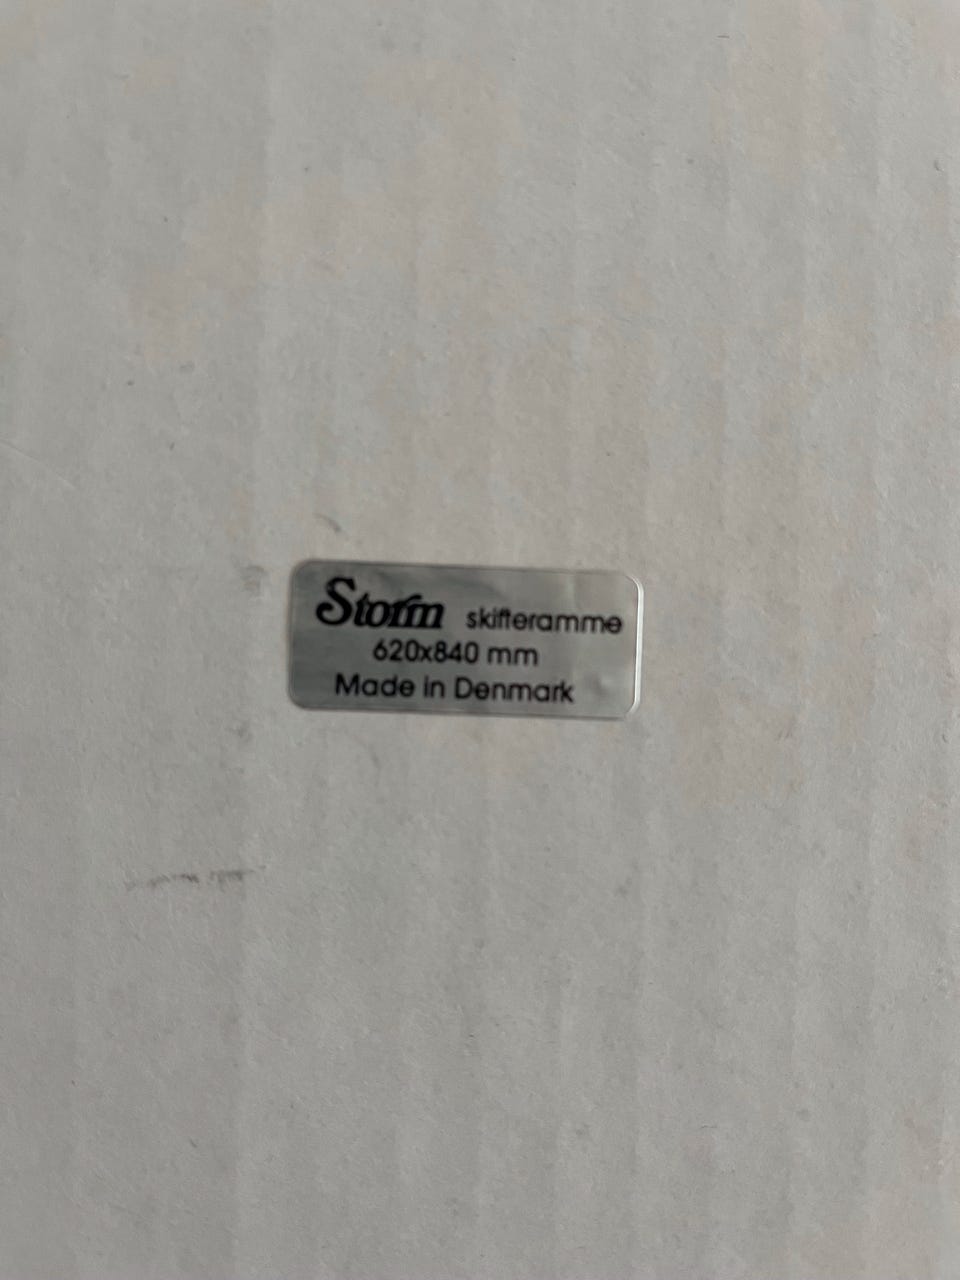 Storm skifteramme
620x840 mm
Made in Denmark